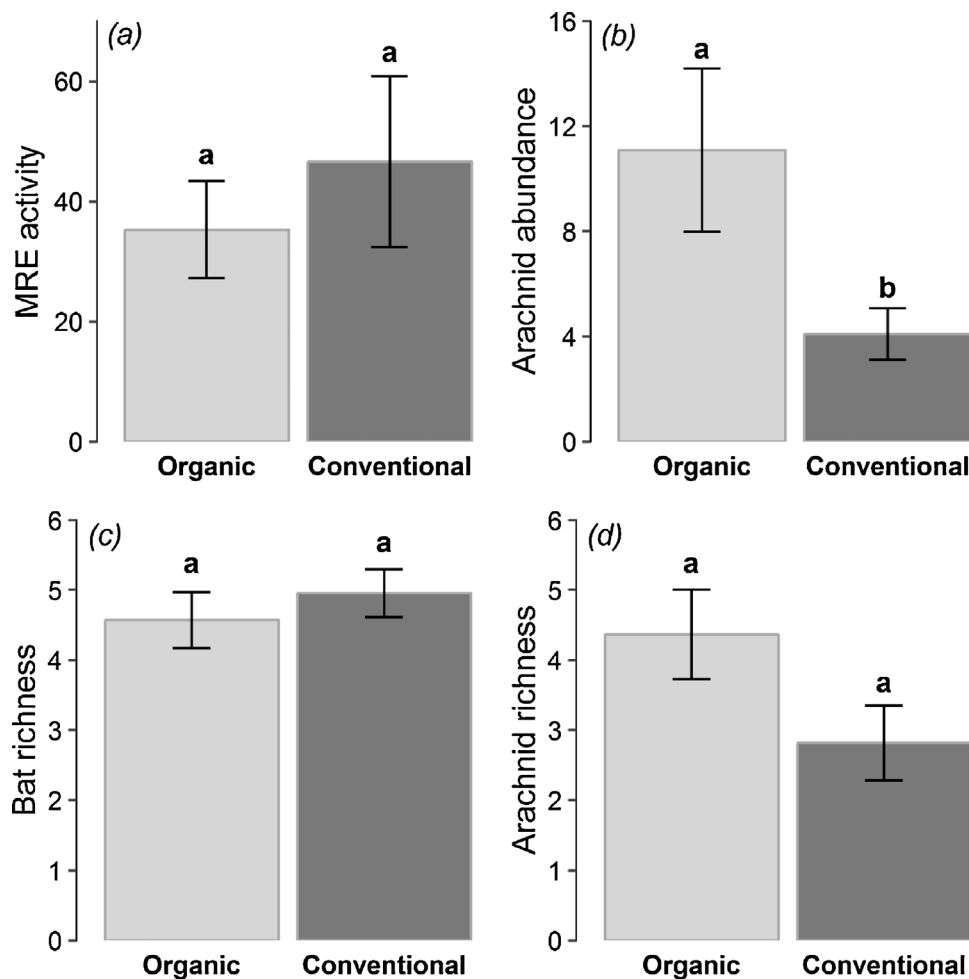 (a)
MRE activity
60
40
20
0
a
a
Organic
Conventional
(b)
Arachnid abundance
16
12
8
4
0
a
b
Organic
Conventional
(c)
Bat richness
6
5
4
3
2
1
0
a
a
Organic
Conventional
(d)
Arachnid richness
6
5
4
3
2
1
0
a
a
Organic
Conventional